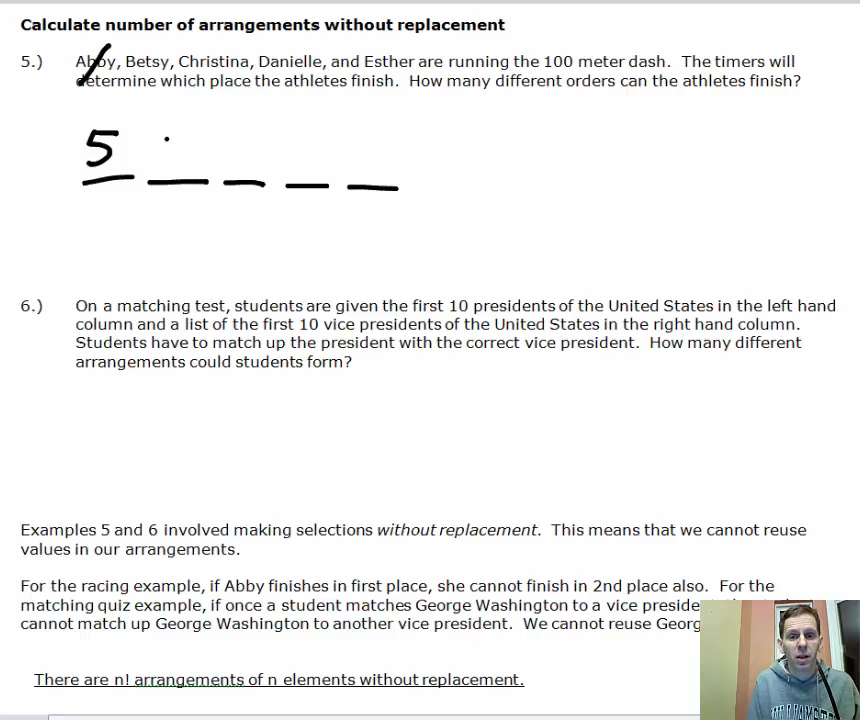 Calculate number of arrangements without replacement
5.) Abby, Betsy, Christina, Danielle, and Esther are running the 100 meter dash. The timers will
determine which place the athletes finish. How many different orders can the athletes finish?
5
6.) On a matching test, students are given the first 10 presidents of the United States in the left hand
column and a list of the first 10 vice presidents of the United States in the right hand column.
Students have to match up the president with the correct vice president. How many different
arrangements could students form?
Examples 5 and 6 involved making selections without replacement. This means that we cannot reuse
values in our arrangements.
For the racing example, if Abby finishes in first place, she cannot finish in 2nd place also. For the
matching quiz example, if once a student matches George Washington to a vice
cannot match up George Washington to another vice president. We cannot reuse
There are n! arrangements of n elements without replacement.